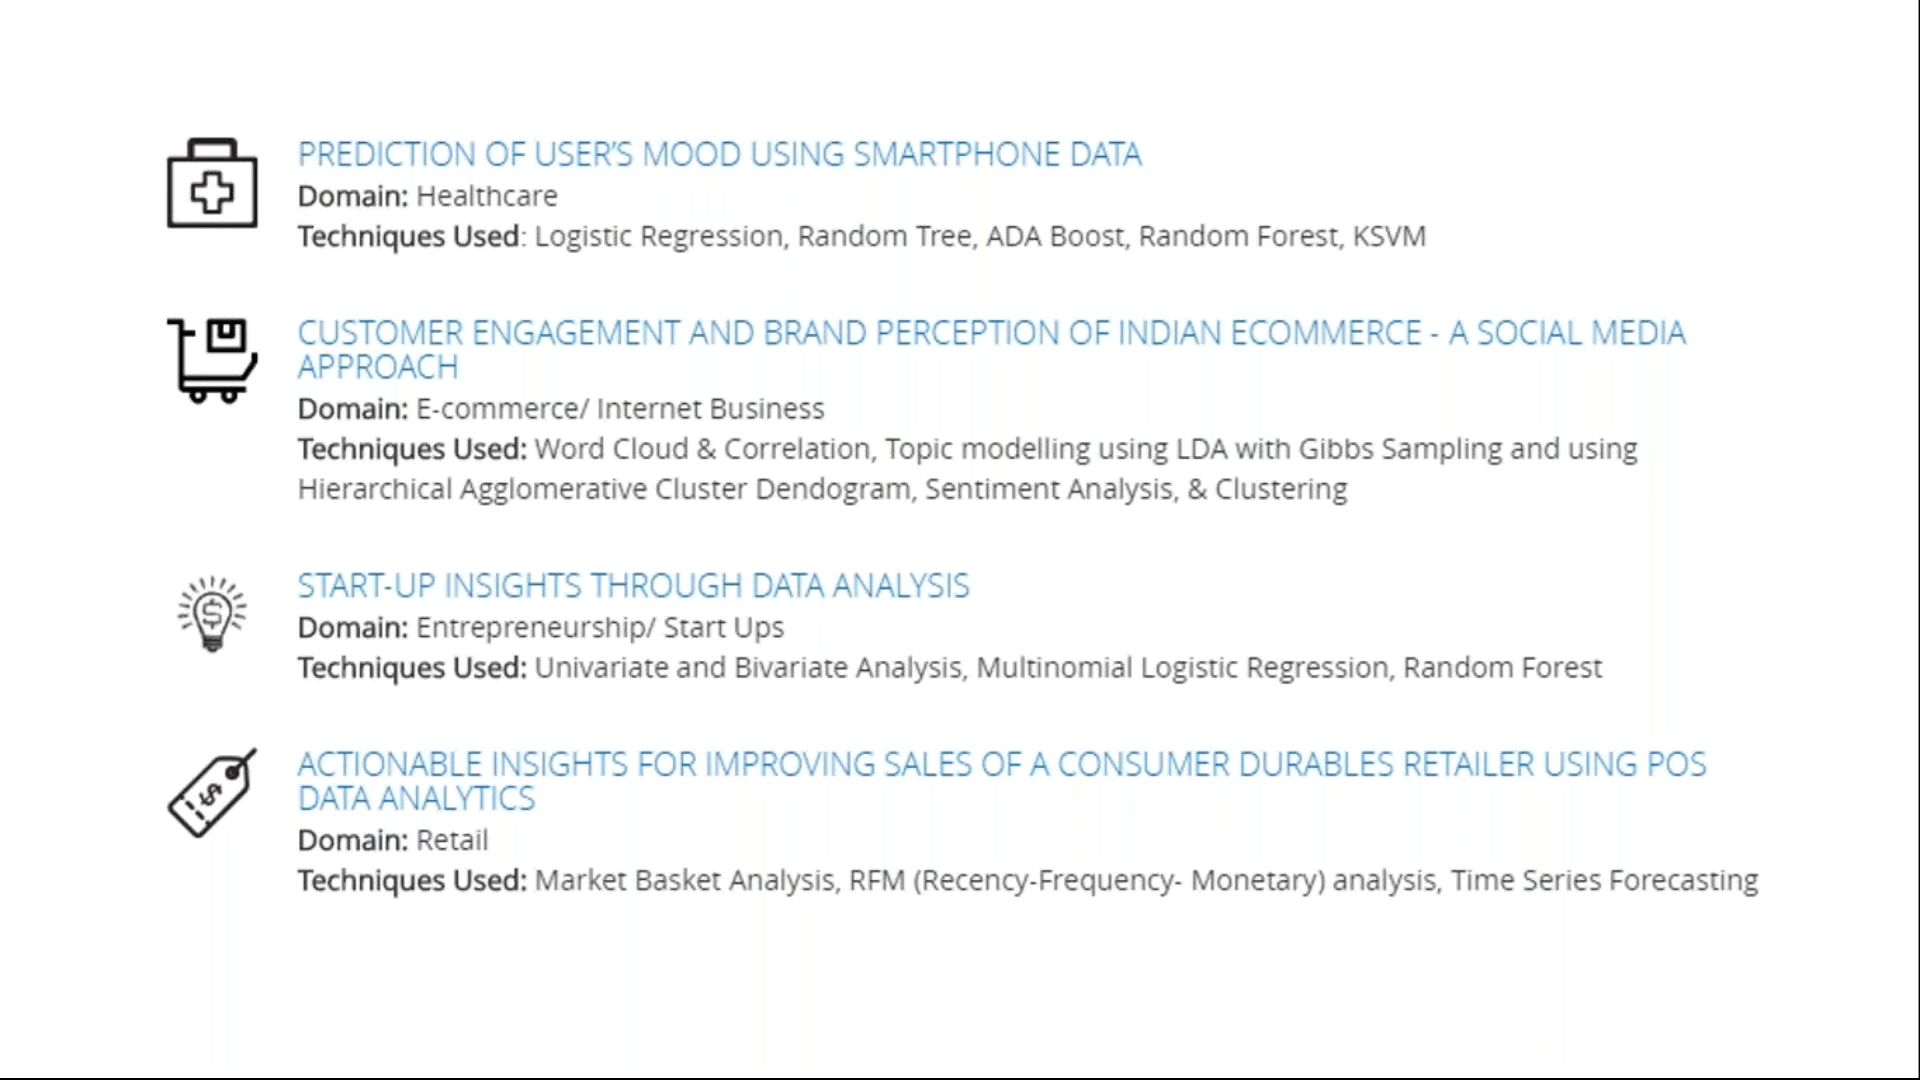 PREDICTION OF USER'S MOOD USING SMARTPHONE DATA
Domain: Healthcare
Techniques Used: Logistic Regression, Random Tree, ADA Boost, Random Forest, KSVM
CUSTOMER ENGAGEMENT AND BRAND PERCEPTION OF INDIAN ECOMMERCE - A SOCIAL MEDIA
APPROACH
Domain: E-commerce/ Internet Business
Techniques Used: Word Cloud & Correlation, Topic modelling using LDA with Gibbs Sampling and using
Hierarchical Agglomerative Cluster Dendogram, Sentiment Analysis, & Clustering
START-UP INSIGHTS THROUGH DATA ANALYSIS
Domain: Entrepreneurship/ Start Ups
Techniques Used: Univariate and Bivariate Analysis, Multinomial Logistic Regression, Random Forest
ACTIONABLE INSIGHTS FOR IMPROVING SALES OF A CONSUMER DURABLES RETAILER USING POS
DATA ANALYTICS
Domain: Retail
Techniques Used: Market Basket Analysis, RFM (Recency-Frequency- Monetary) analysis, Time Series Forecasting